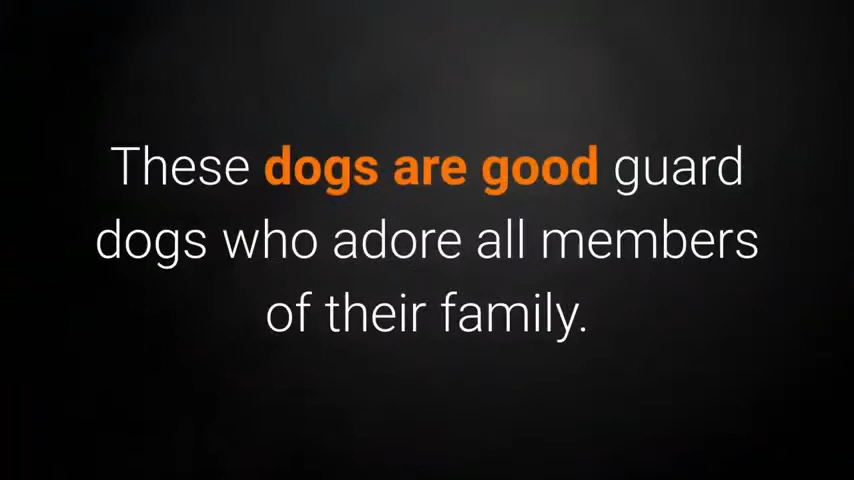 These dogs are good guard
dogs who adore all members
of their family.